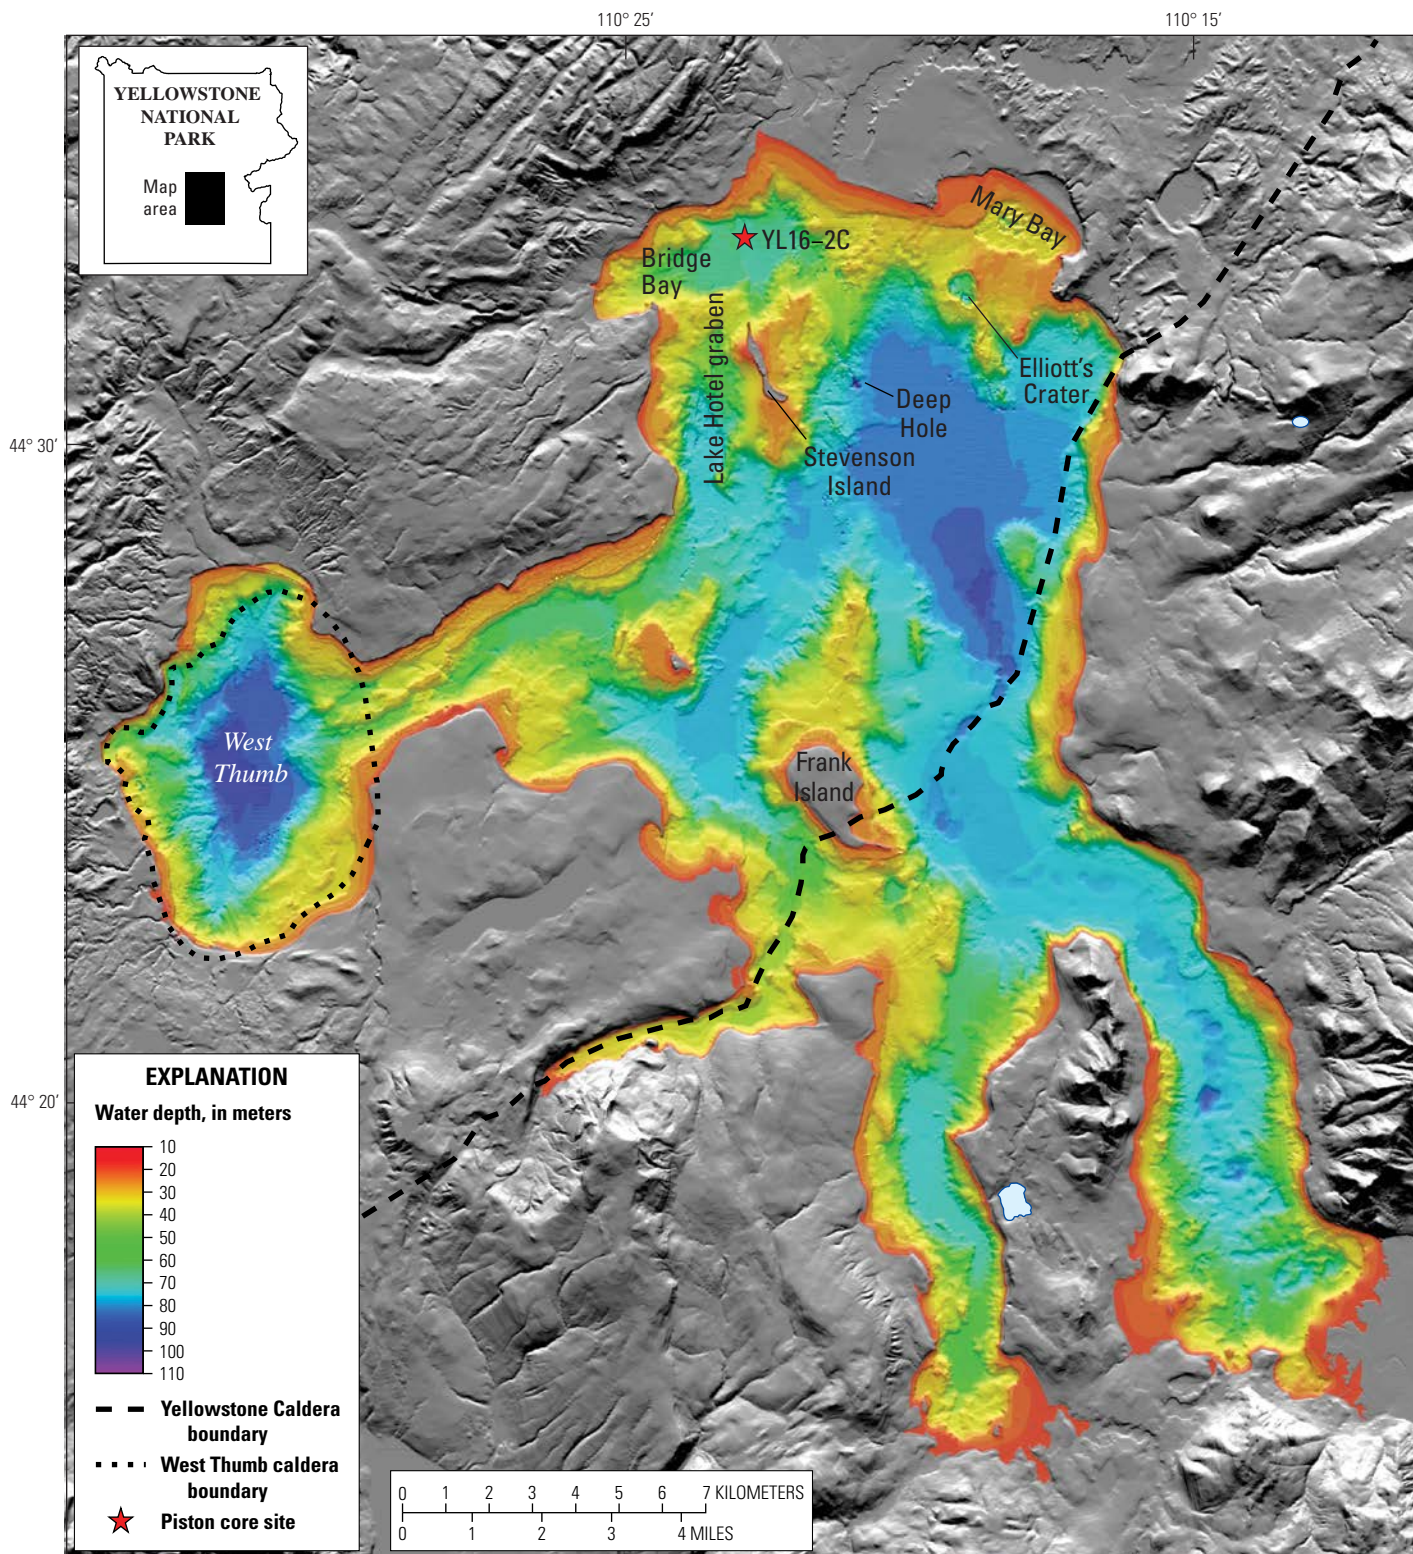 110° 25′
110° 15′
YELLOWSTONE
NATIONAL
PARK
Map
area
Mary Bay
YL16–2C
Bridge
Bay
Lake Hotel graben
Elliott's
Crater
Deep
Hole
44° 30′
Stevenson
Island
West
Thumb
Frank
Island
44° 20′
EXPLANATION
Water depth, in meters
10
20
30
40
50
60
70
80
90
100
110
Yellowstone Caldera
boundary
West Thumb caldera
boundary
Piston core site
0 1 2 3 4 5 6 7 KILOMETERS
0 1 2 3 4 MILES